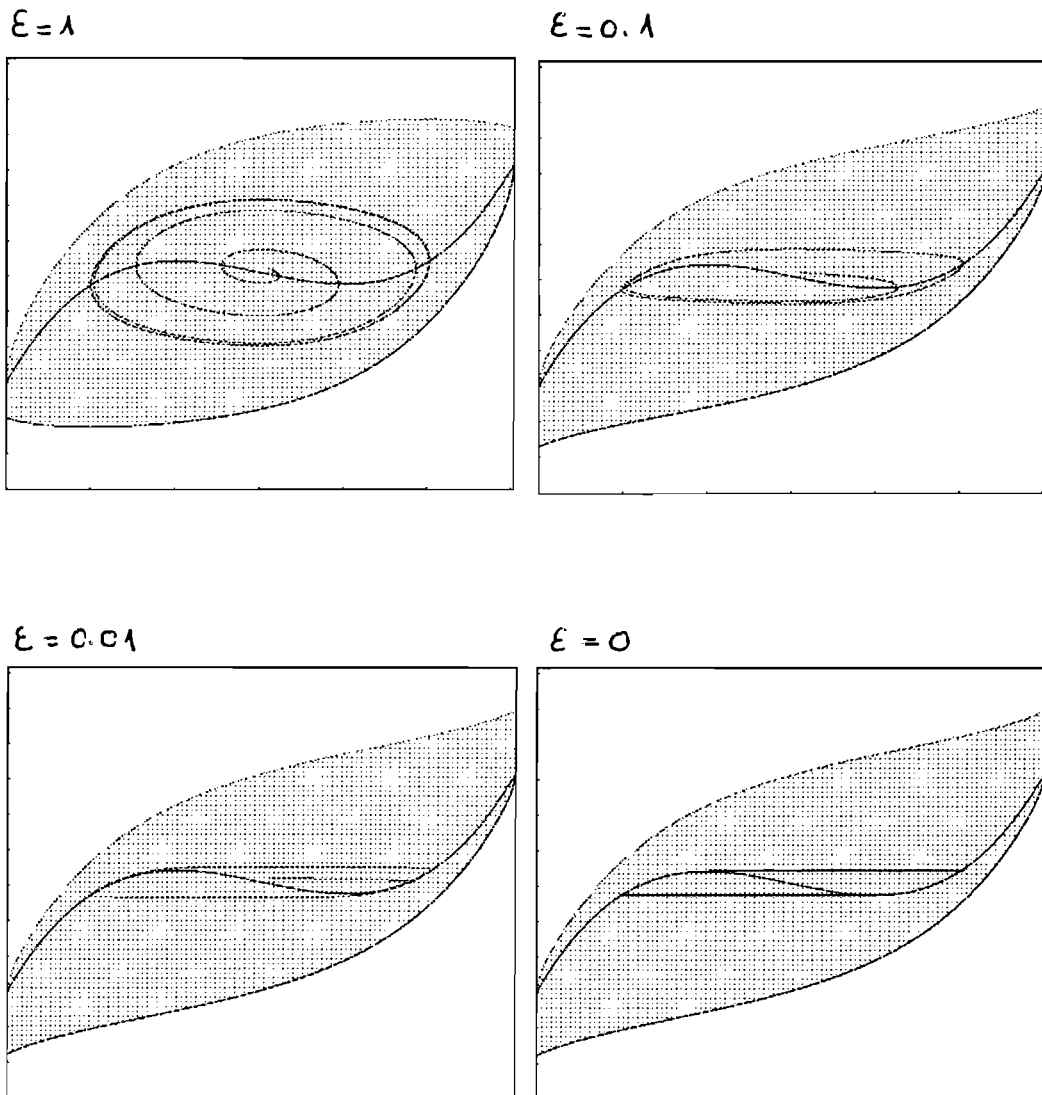 ε = 1
ε = 0.1
ε = 0.01
ε = 0